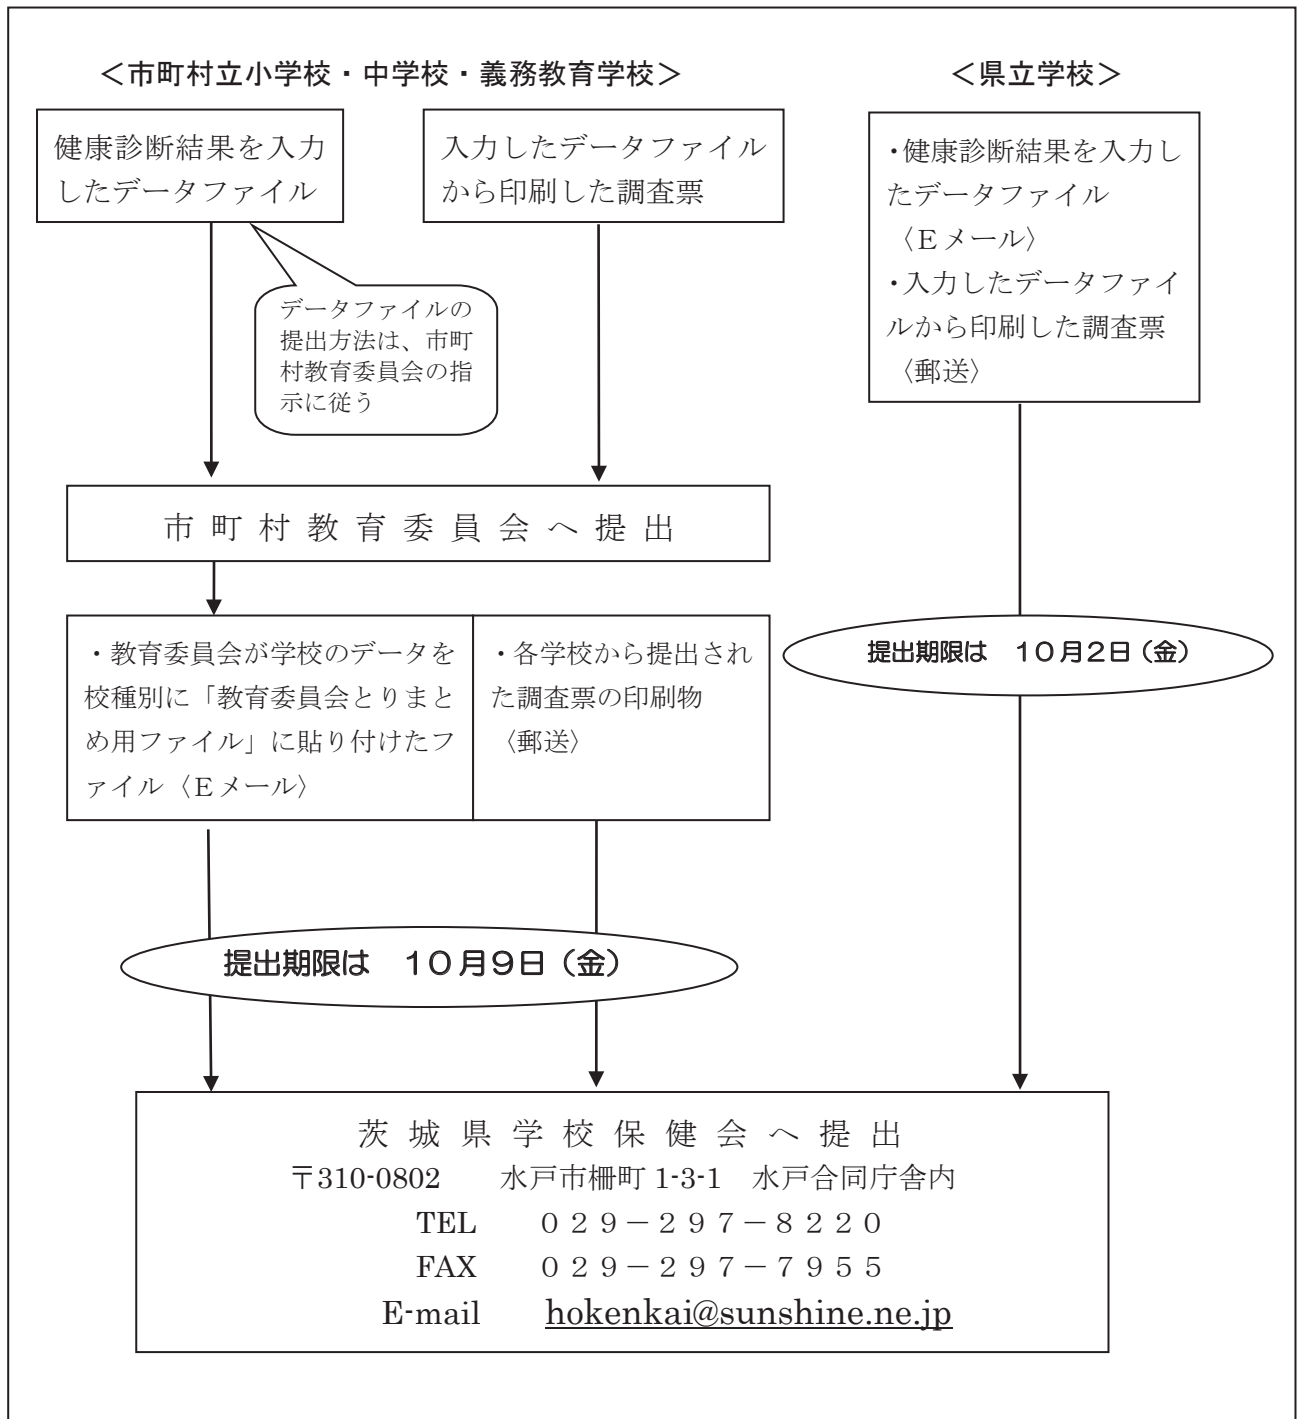 ＜市町村立小学校・中学校・義務教育学校＞
＜県立学校＞
健康診断結果を入力
したデータファイル
入力したデータファイル
から印刷した調査票
・健康診断結果を入力し
たデータファイル
〈Ｅメール〉
・入力したデータファイ
ルから印刷した調査票
〈郵送〉
データファイルの
提出方法は、市町
村教育委員会の指
示に従う
市町村教育委員会へ提出
・教育委員会が学校のデータを
校種別に「教育委員会とりまと
め用ファイル」に貼り付けたフ
ァイル〈Ｅメール〉
・各学校から提出され
た調査票の印刷物
〈郵送〉
提出期限は　１０月２日（金）
提出期限は　１０月９日（金）
茨城県学校保健会へ提出
〒310-0802　　水戸市柵町 1-3-1　水戸合同庁舎内
TEL　　０２９－２９７－８２２０
FAX　　０２９－２９７－７９５５
E-mail　　hokenkai@sunshine.ne.jp